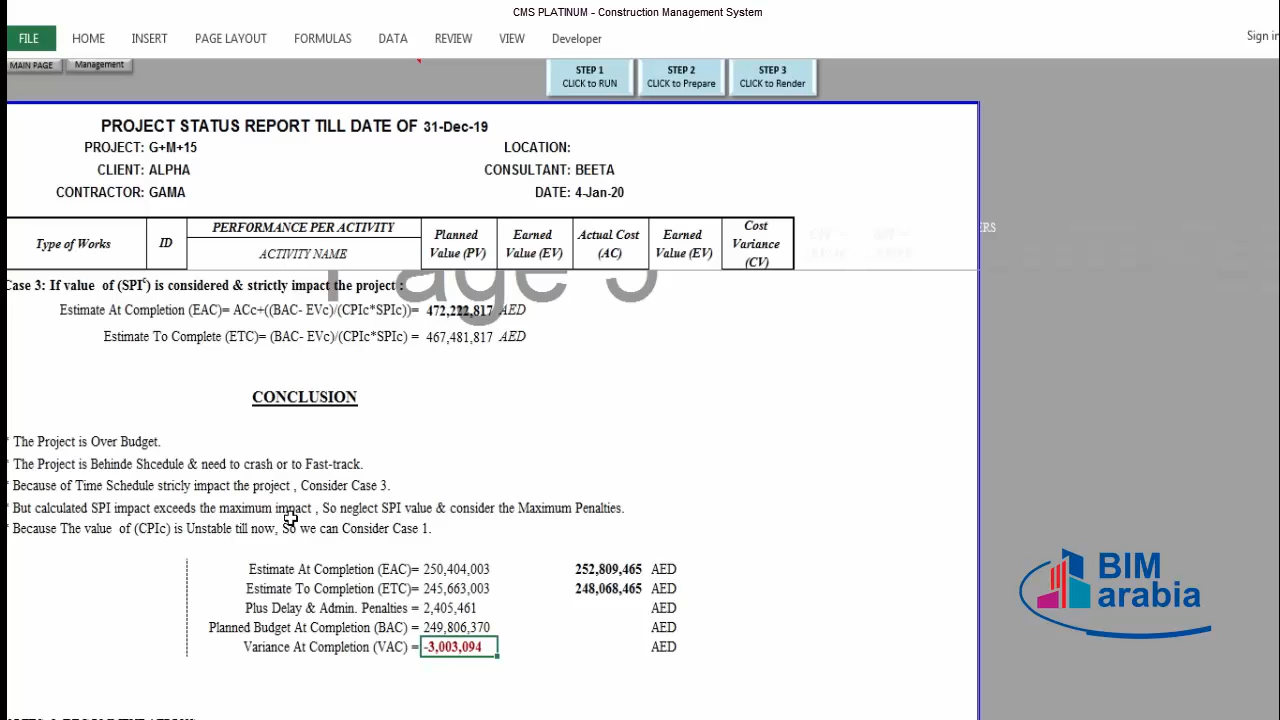 CMS PLATINUM - Construction Management System
FILE HOME INSERT PAGE LAYOUT FORMULAS DATA REVIEW VIEW Developer Sign in
MAIN PAGE Management
STEP 1 STEP 2 STEP 3
CLICK to RUN CLICK to Prepare CLICK to Render
PROJECT STATUS REPORT TILL DATE OF 31-Dec-19
PROJECT: G+M+15 LOCATION:
CLIENT: ALPHA CONSULTANT: BEETA
CONTRACTOR: GAMA DATE: 4-Jan-20
Type of Works ID PERFORMANCE PER ACTIVITY
ACTIVITY NAME
Planned Value (PV)
Earned Value (EV)
Actual Cost (AC)
Earned Value (EV)
Cost Variance (CV)
ERS
Page 5
Case 3: If value of (SPIᶜ) is considered & strictly impact the project :
Estimate At Completion (EAC)= ACc+((BAC- EVc)/(CPIc*SPIc))= 472,222,817 AED
Estimate To Complete (ETC)= (BAC- EVc)/(CPIc*SPIc) = 467,481,817 AED
CONCLUSION
* The Project is Over Budget.
* The Project is Behinde Shcedule & need to crash or to Fast-track.
* Because of Time Schedule stricly impact the project , Consider Case 3.
* But calculated SPI impact exceeds the maximum impact , So neglect SPI value & consider the Maximum Penalties.
* Because The value of (CPIc) is Unstable till now, So we can Consider Case 1.
Estimate At Completion (EAC)= 250,404,003 252,809,465 AED
Estimate To Completion (ETC)= 245,663,003 248,068,465 AED
Plus Delay & Admin. Penalties = 2,405,461 AED
Planned Budget At Completion (BAC) = 249,806,370 AED
Variance At Completion (VAC) = -3,003,094 AED
BIM
arabia